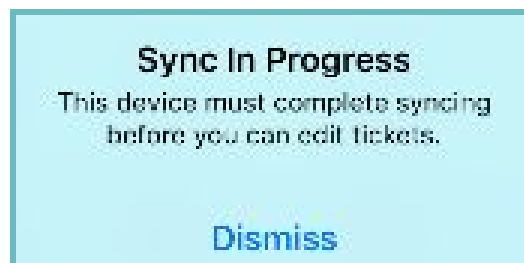 Sync In Progress
This device must complete syncing
before you can edit tickets.
Dismiss